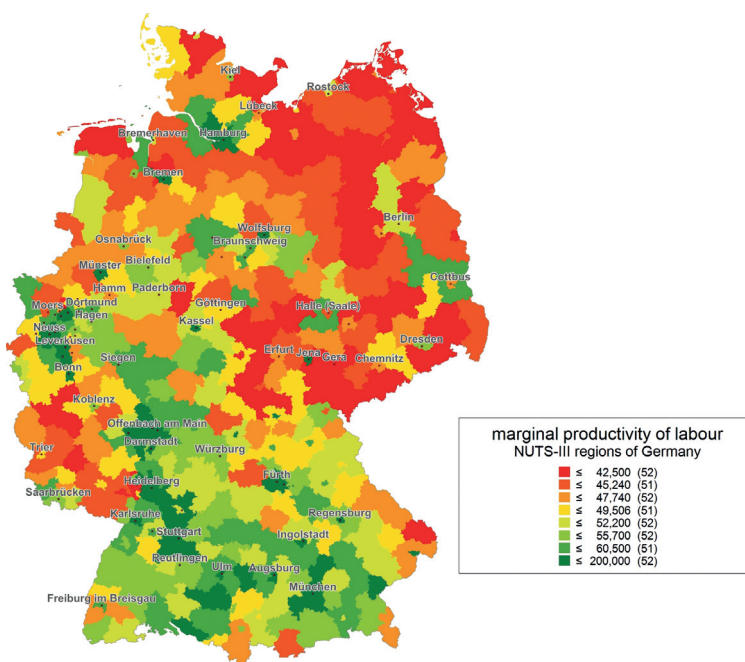 Kiel
Rostock
Lübeck
Bremerhaven
Hamburg
Bremen
Berlin
Wolfsburg
Osnabrück
Braunschweig
Bielefeld
Münster
Cottbus
Hamm
Paderborn
Moers
Dortmund
Göttingen
Halle (Saale)
Hagen
Neuss
Kassel
Leverkusen
Dresden
Erfurt
Jena
Gera
Chemnitz
Siegen
Bonn
Koblenz
Offenbach am Main
Darmstadt
Trier
Würzburg
marginal productivity of labour
NUTS-III regions of Germany
≤ 42,500 (52)
≤ 45,240 (51)
≤ 47,740 (52)
≤ 49,506 (51)
≤ 52,200 (52)
≤ 55,700 (52)
≤ 60,500 (51)
≤ 200,000 (52)
Fürth
Heidelberg
Saarbrücken
Karlsruhe
Regensburg
Stuttgart
Ingolstadt
Reutlingen
Ulm
Augsburg
München
Freiburg im Breisgau